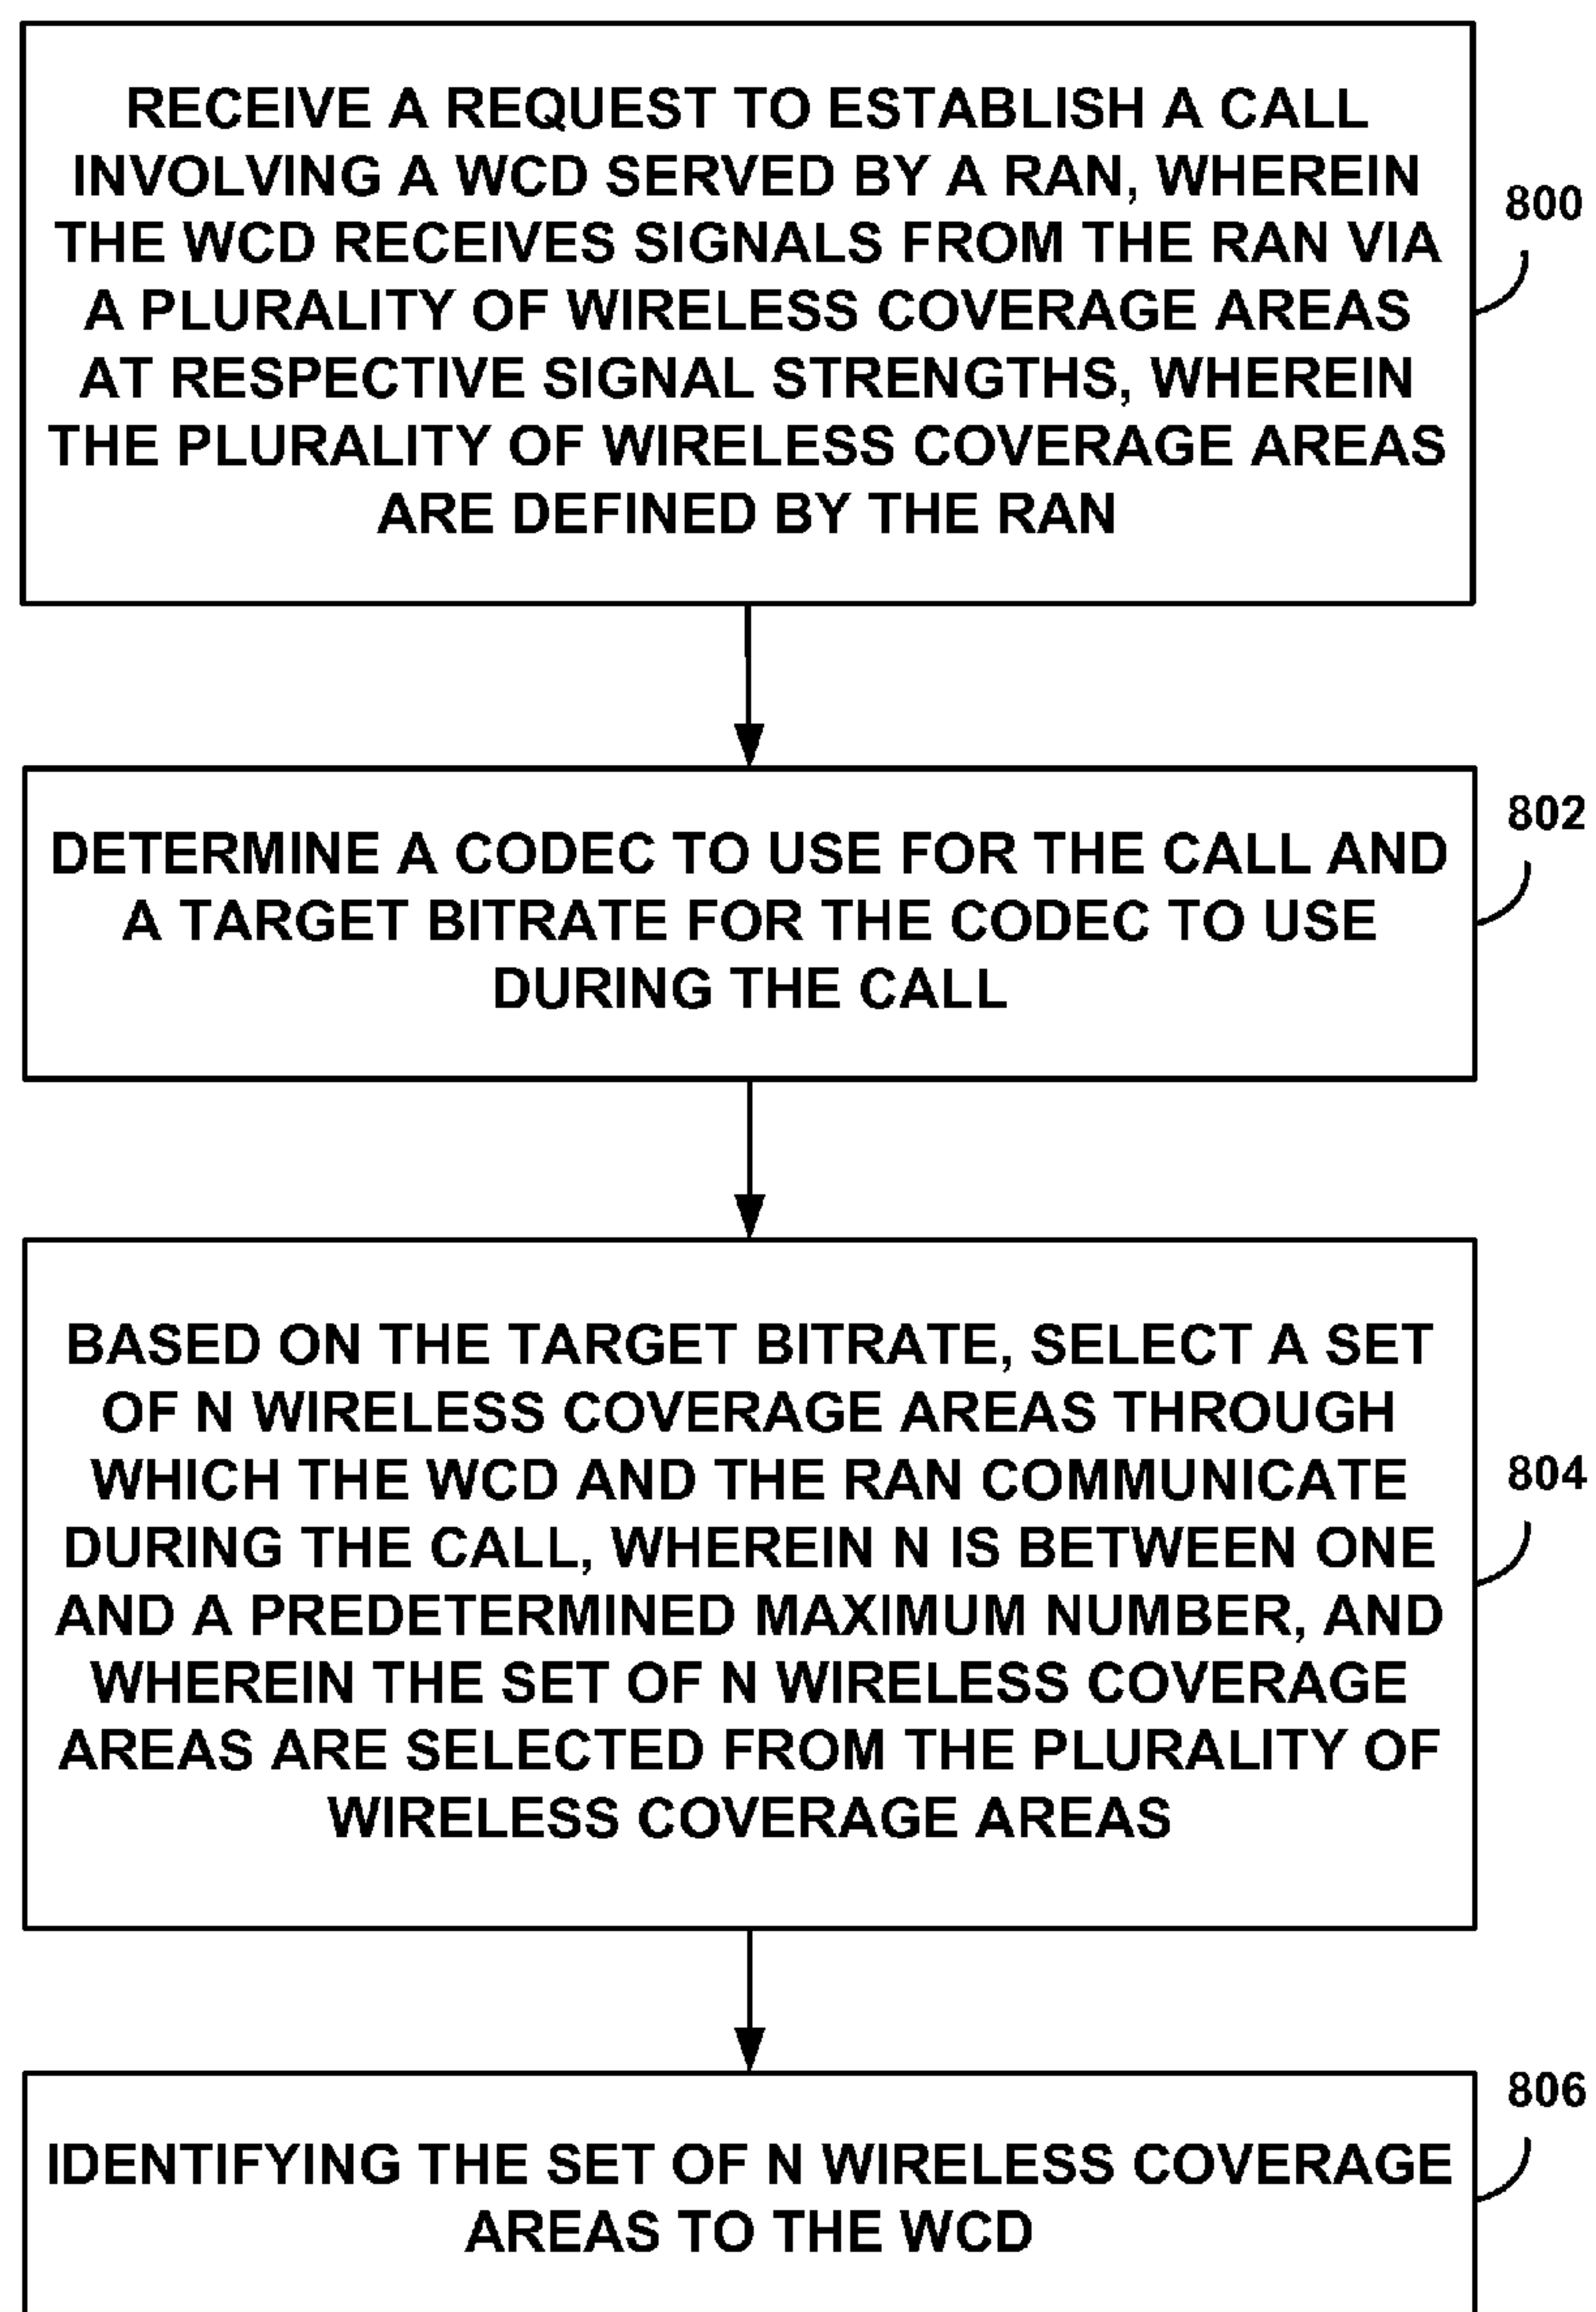 RECEIVE A REQUEST TO ESTABLISH A CALL
INVOLVING A WCD SERVED BY A RAN, WHEREIN
THE WCD RECEIVES SIGNALS FROM THE RAN VIA
A PLURALITY OF WIRELESS COVERAGE AREAS
AT RESPECTIVE SIGNAL STRENGTHS, WHEREIN
THE PLURALITY OF WIRELESS COVERAGE AREAS
ARE DEFINED BY THE RAN
800
DETERMINE A CODEC TO USE FOR THE CALL AND
A TARGET BITRATE FOR THE CODEC TO USE
DURING THE CALL
802
BASED ON THE TARGET BITRATE, SELECT A SET
OF N WIRELESS COVERAGE AREAS THROUGH
WHICH THE WCD AND THE RAN COMMUNICATE
DURING THE CALL, WHEREIN N IS BETWEEN ONE
AND A PREDETERMINED MAXIMUM NUMBER, AND
WHEREIN THE SET OF N WIRELESS COVERAGE
AREAS ARE SELECTED FROM THE PLURALITY OF
WIRELESS COVERAGE AREAS
804
IDENTIFYING THE SET OF N WIRELESS COVERAGE
AREAS TO THE WCD
806